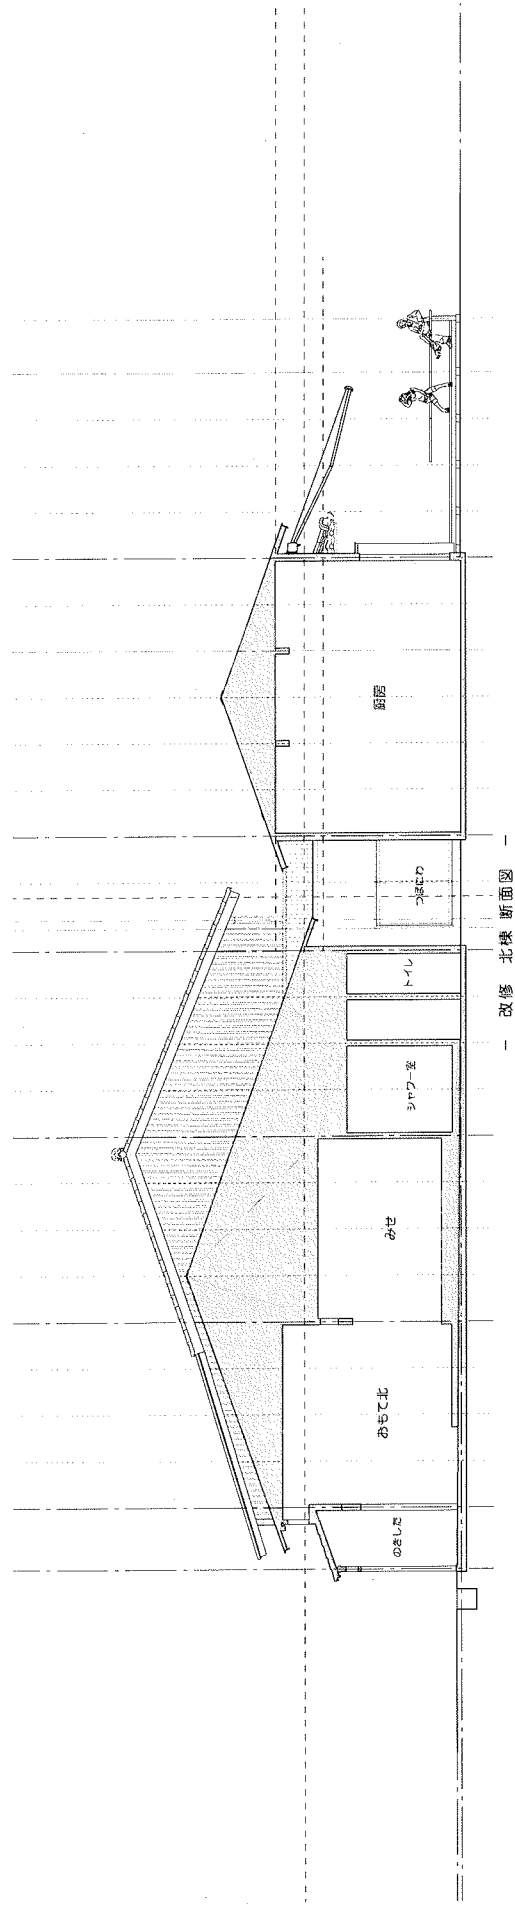 のきした
おもて北
みせ
シャワー室
トイレ
つぼにわ
厨房
－ 改修 北棟 断面図 －